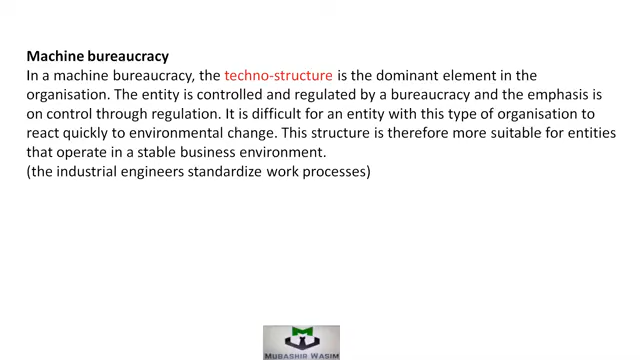 Machine bureaucracy
In a machine bureaucracy, the techno-structure is the dominant element in the
organisation. The entity is controlled and regulated by a bureaucracy and the emphasis is
on control through regulation. It is difficult for an entity with this type of organisation to
react quickly to environmental change. This structure is therefore more suitable for entities
that operate in a stable business environment.
(the industrial engineers standardize work processes)
MUBASHIR WASIM